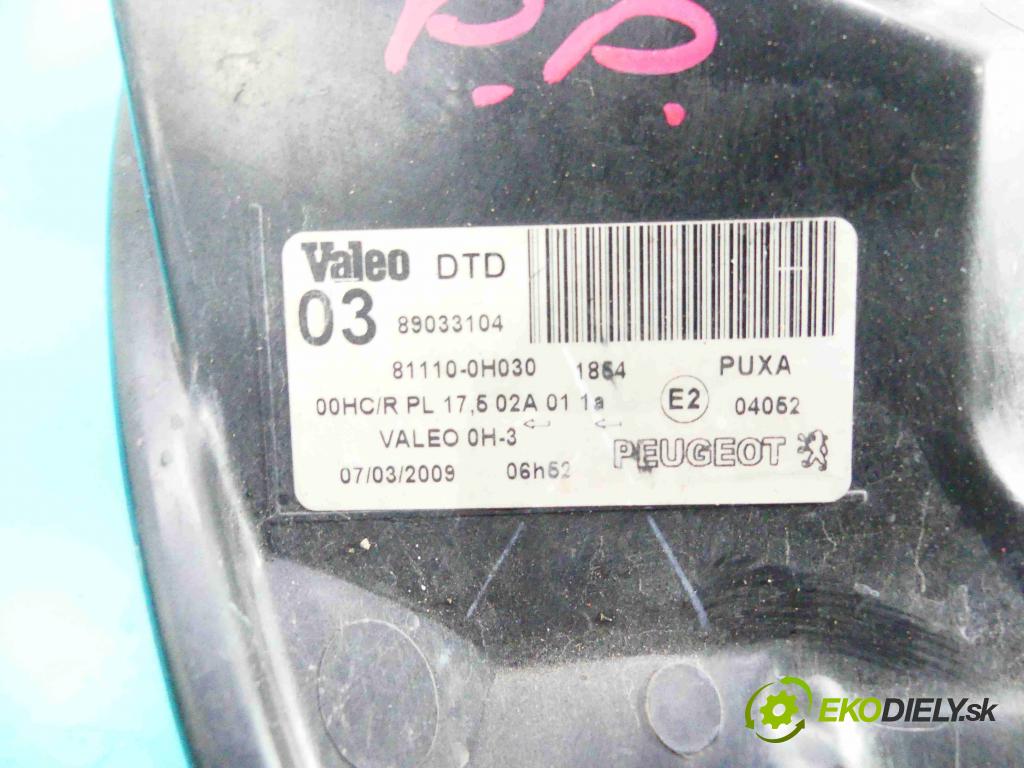 Valeo DTD
03 89033104
81110-0H030 1854 PUXA
00HC/R PL 17,5 02A 01 1a E2 04052
VALEO 0H-3
PEUGEOT
07/03/2009 06h52
EKODIELY.sk